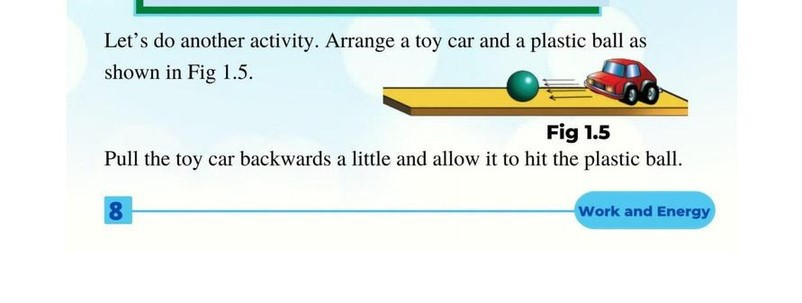 Let's do another activity. Arrange a toy car and a plastic ball as
shown in Fig 1.5.
Fig 1.5
Pull the toy car backwards a little and allow it to hit the plastic ball.
8
Work and Energy